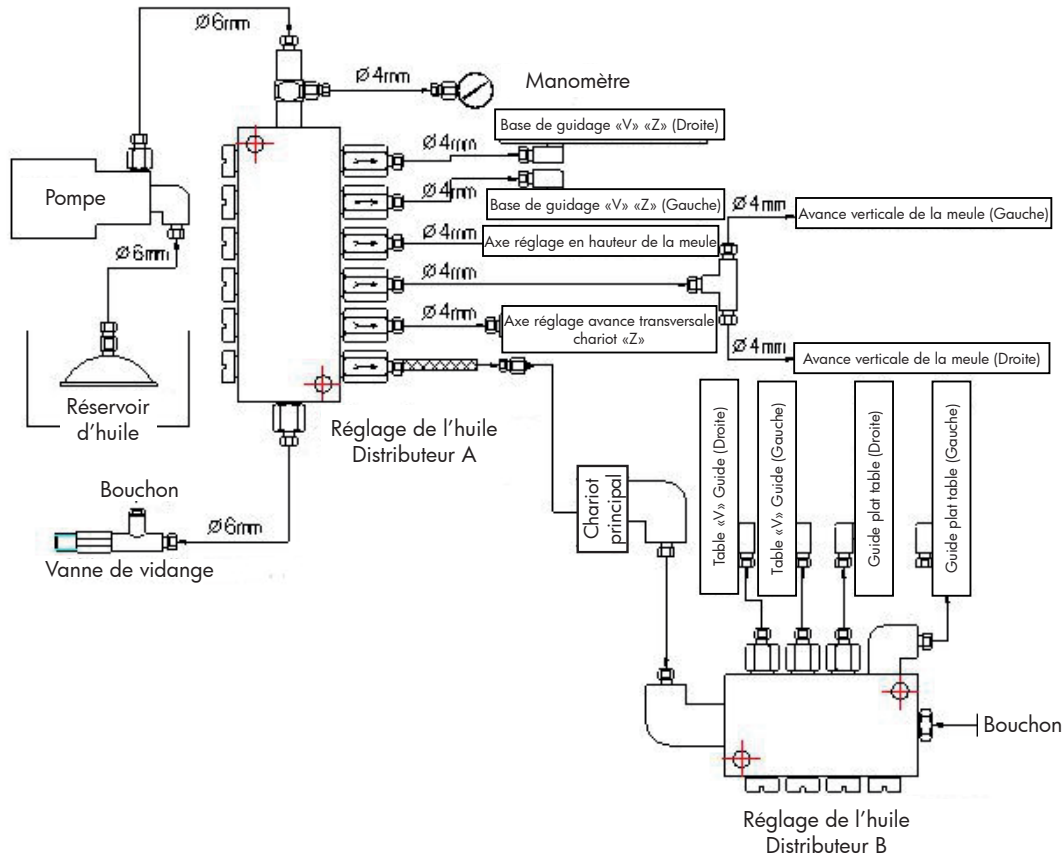 Ø6mm
Ø4mm
Manomètre
Base de guidage «V» «Z» (Droite)
Ø4mm
Pompe
Ø4mm
Base de guidage «V» «Z» (Gauche)
Ø4mm
Avance verticale de la meule (Gauche)
Ø4mm
Axe réglage en hauteur de la meule
Ø6mm
Ø4mm
Ø4mm
Axe réglage avance transversale
chariot «Z»
Ø4mm
Avance verticale de la meule (Droite)
Réservoir
d'huile
Réglage de l'huile
Distributeur A
Table «V» Guide (Droite)
Table «V» Guide (Gauche)
Guide plat table (Droite)
Guide plat table (Gauche)
Bouchon
Ø6mm
Vanne de vidange
Chariot
principal
Bouchon
Réglage de l'huile
Distributeur B